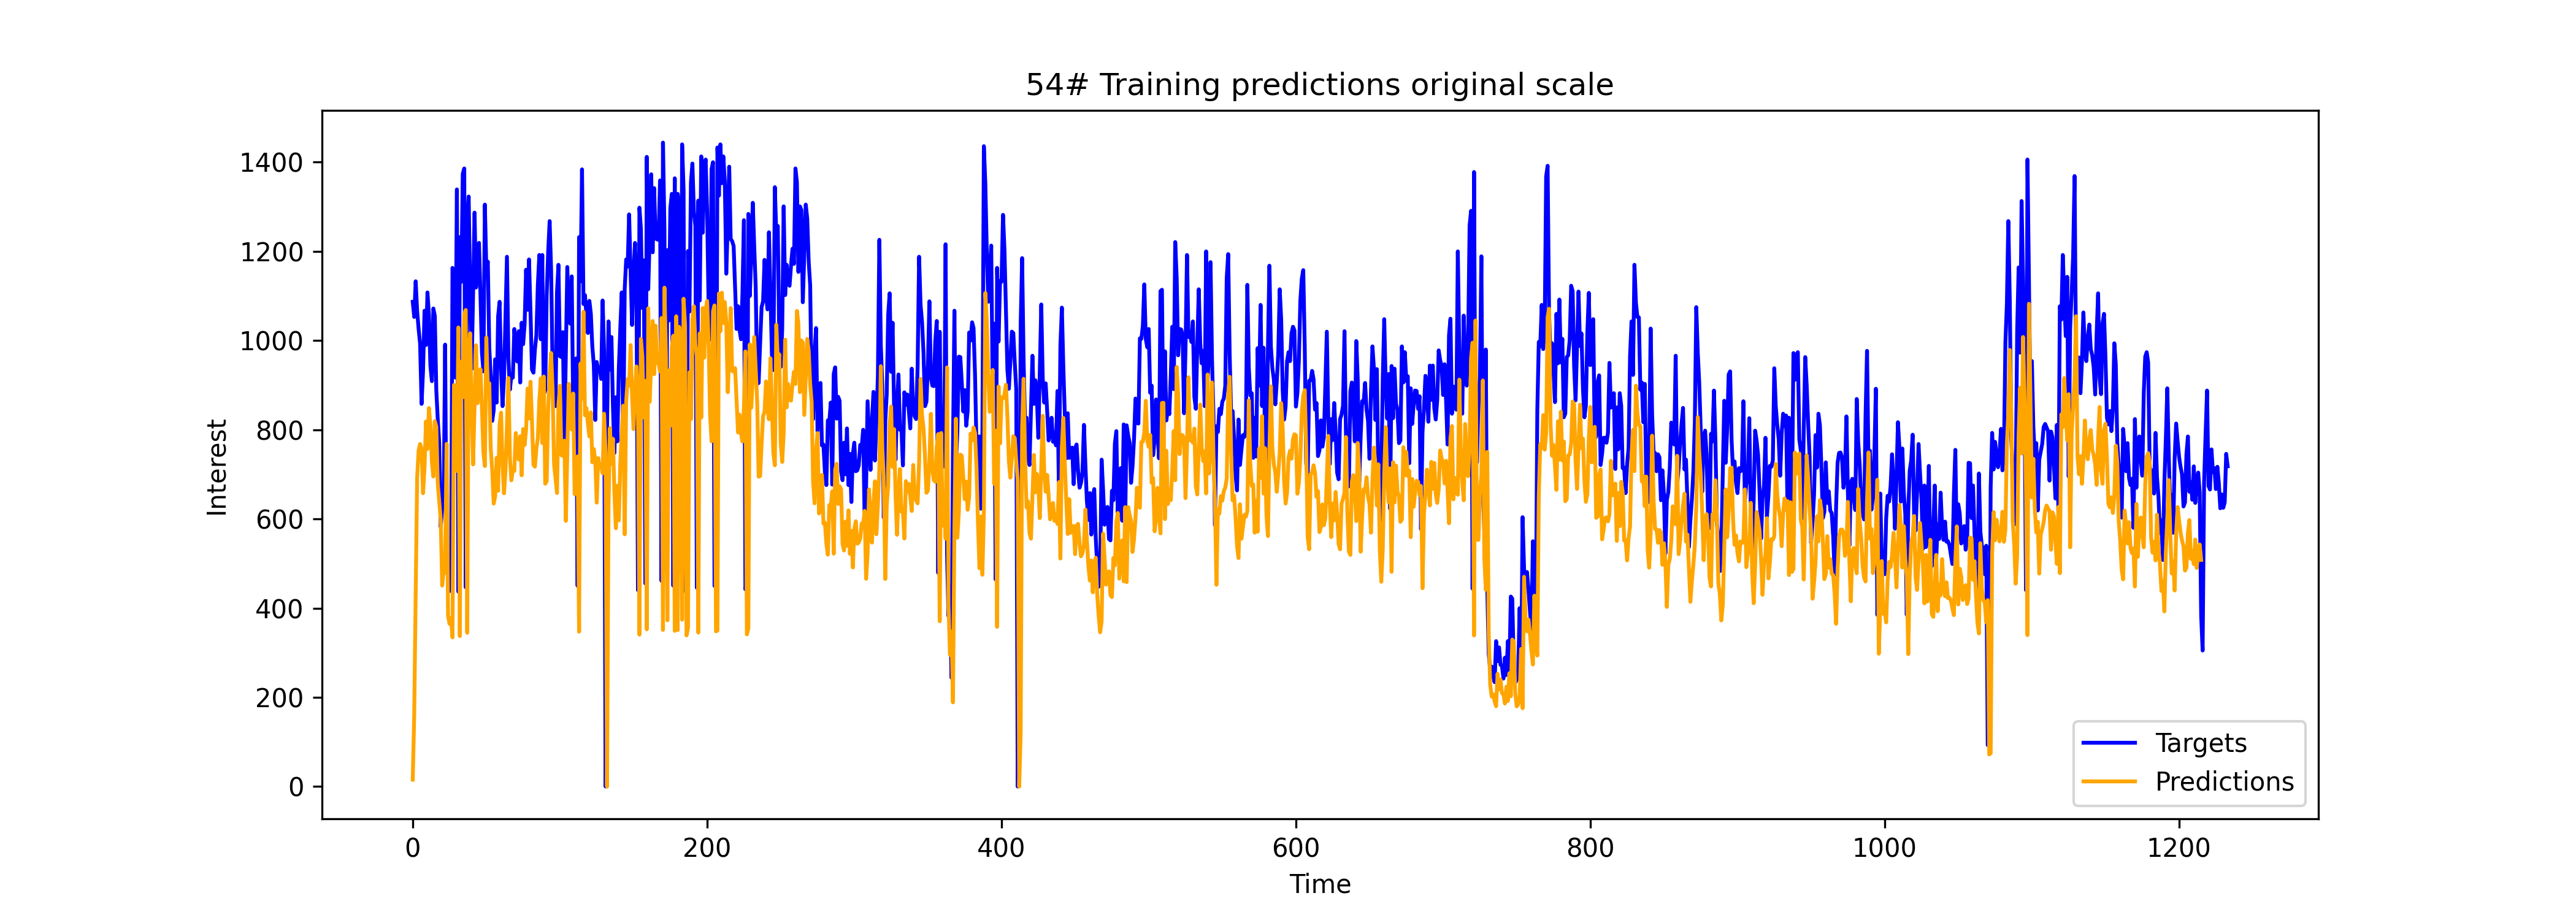 54# Training predictions original scale
Interest
1400
1200
1000
800
600
400
200
0
0 200 400 600 800 1000 1200
Time
Targets
Predictions